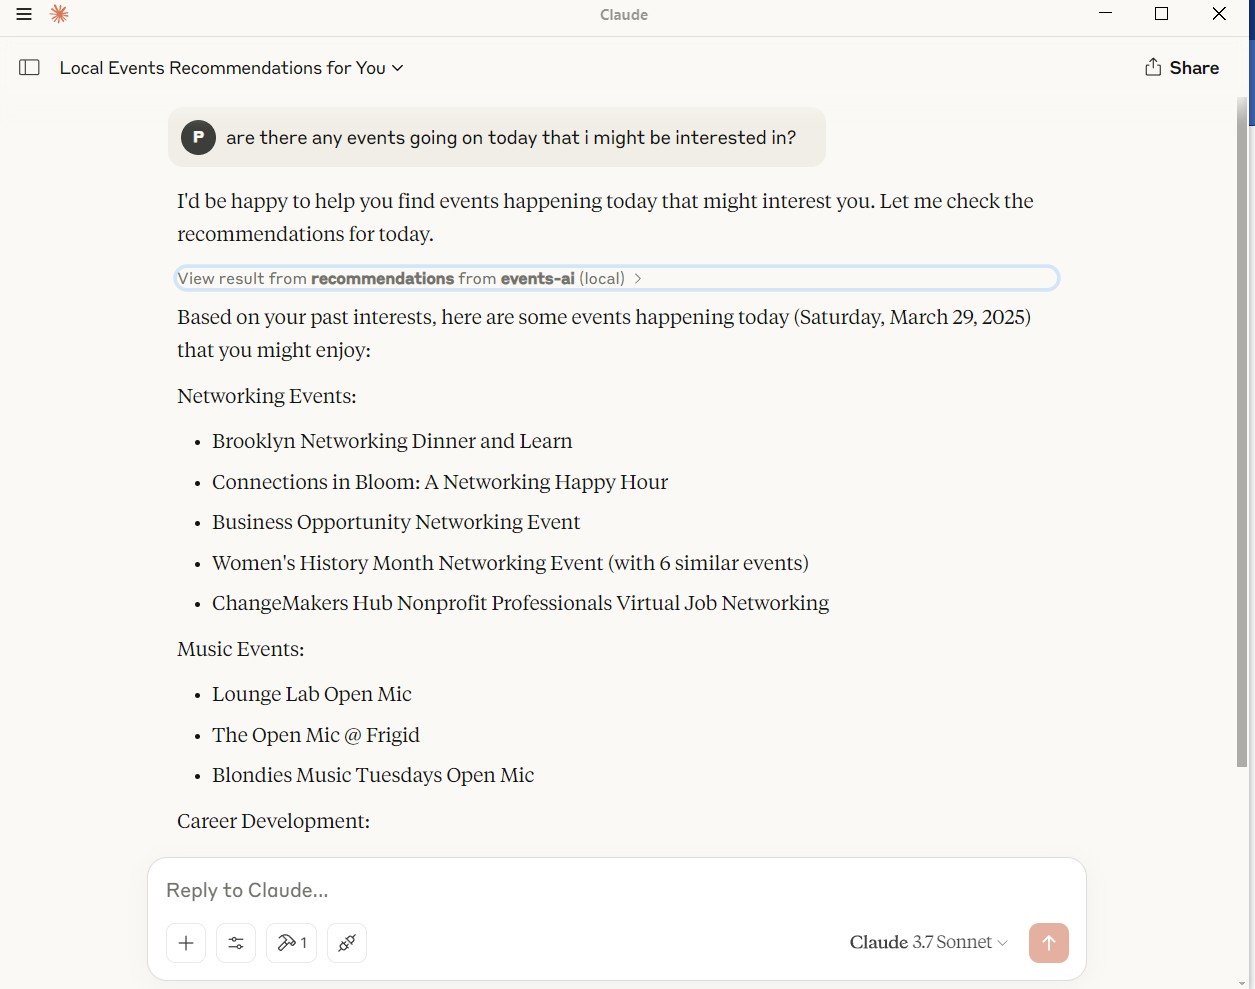 Claude
Local Events Recommendations for You
Share
P
are there any events going on today that i might be interested in?
I'd be happy to help you find events happening today that might interest you. Let me check the
recommendations for today.
View result from recommendations from events-ai (local)
Based on your past interests, here are some events happening today (Saturday, March 29, 2025)
that you might enjoy:
Networking Events:
• Brooklyn Networking Dinner and Learn
• Connections in Bloom: A Networking Happy Hour
• Business Opportunity Networking Event
• Women's History Month Networking Event (with 6 similar events)
• ChangeMakers Hub Nonprofit Professionals Virtual Job Networking
Music Events:
• Lounge Lab Open Mic
• The Open Mic @ Frigid
• Blondies Music Tuesdays Open Mic
Career Development:
Reply to Claude...
1
Claude 3.7 Sonnet